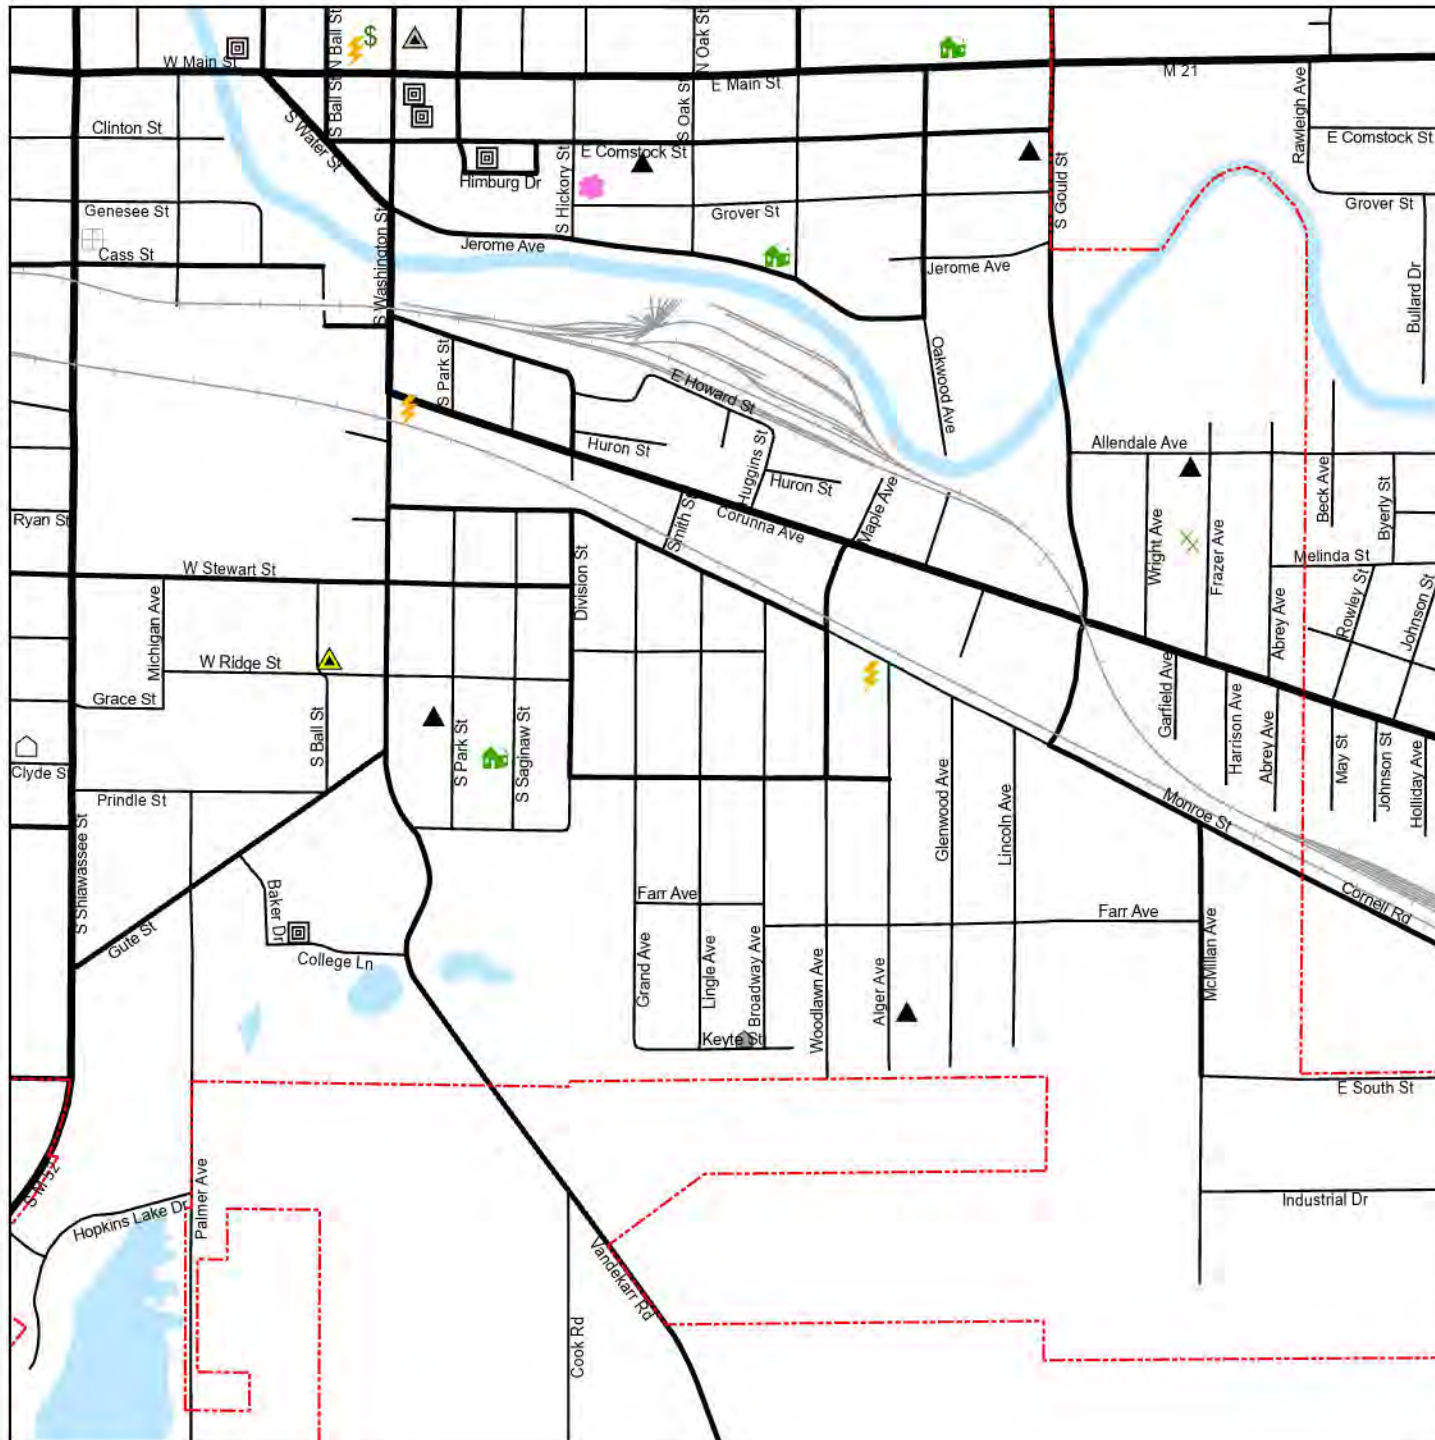 N Ball St
$
N Oak St
W Main St
M 21
E Main St
S Ball St
S Oak St
Rawleigh Ave
Clinton St
S Water St
E Comstock St
E Comstock St
Himburg Dr
S Hickory St
S Gould St
Genesee St
Grover St
Grover St
S Washington St
Jerome Ave
Cass St
Jerome Ave
Bullard Dr
S Park St
E Howard St
Oakwood Ave
Huron St
Allendale Ave
Huggins St
Huron St
Beck Ave
Byerly St
Maple Ave
Smith St
Corunna Ave
Ryan St
Wright Ave
Frazer Ave
Melinda St
W Stewart St
Division St
Rowley St
Johnson St
Michigan Ave
Abrey Ave
W Ridge St
Garfield Ave
Grace St
S Ball St
S Park St
S Saginaw St
Harrison Ave
Abrey Ave
May St
Johnson St
Holliday Ave
Clyde S
Prindle St
Monroe St
Glenwood Ave
Lincoln Ave
S Shiawassee St
Baker Dr
Farr Ave
Farr Ave
Cornell Rd
Gute St
College Ln
Grand Ave
Lingle Ave
Broadway Ave
Woodlawn Ave
Alger Ave
McMillan Ave
Keyte St
E South St
S M 52
Palmer Ave
Hopkins Lake Dr
Industrial Dr
Vandekarr Rd
Cook Rd